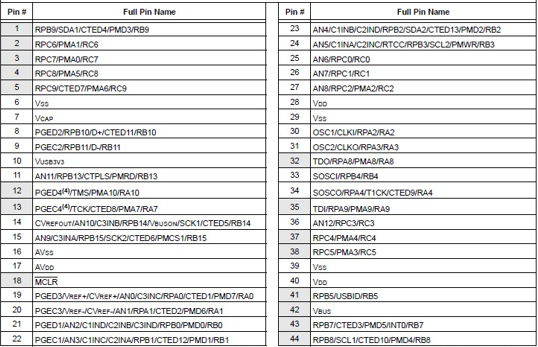 Pin # Full Pin Name Pin # Full Pin Name
1 RPB9/SDA1/CTED4/PMD3/RB9 23 AN4/C1INB/C2IND/RPB2/SDA2/CTED13/PMD2/RB2
2 RPC6/PMA1/RC6 24 AN5/C1INA/C2INC/RTCC/RPB3/SCL2/PMWR/RB3
3 RPC7/PMA0/RC7 25 AN6/RPC0/RC0
4 RPC8/PMA5/RC8 26 AN7/RPC1/RC1
5 RPC9/CTED7/PMA6/RC9 27 AN8/RPC2/PMA2/RC2
6 VSS 28 VDD
7 VCAP 29 VSS
8 PGED2/RPB10/D+/CTED11/RB10 30 OSC1/CLKI/RPA2/RA2
9 PGEC2/RPB11/D-/RB11 31 OSC2/CLKO/RPA3/RA3
10 VUSB3V3 32 TDO/RPA8/PMA8/RA8
11 AN11/RPB13/CTPLS/PMRD/RB13 33 SOSCI/RPB4/RB4
12 PGED4(4)/TMS/PMA10/RA10 34 SOSCO/RPA4/T1CK/CTED9/RA4
13 PGEC4(4)/TCK/CTED8/PMA7/RA7 35 TDI/RPA9/PMA9/RA9
14 CVREFOUT/AN10/C3INB/RPB14/VBUSON/SCK1/CTED5/RB14 36 AN12/RPC3/RC3
15 AN9/C3INA/RPB15/SCK2/CTED6/PMCS1/RB15 37 RPC4/PMA4/RC4
16 AVSS 38 RPC5/PMA3/RC5
17 AVDD 39 VSS
18 MCLR 40 VDD
19 PGED3/VREF+/CVREF+/AN0/C3INC/RPA0/CTED1/PMD7/RA0 41 RPB5/USBID/RB5
20 PGEC3/VREF-/CVREF-/AN1/RPA1/CTED2/PMD6/RA1 42 VBUS
21 PGED1/AN2/C1IND/C2INB/C3IND/RPB0/PMD0/RB0 43 RPB7/CTED3/PMD5/INT0/RB7
22 PGEC1/AN3/C1INC/C2INA/RPB1/CTED12/PMD1/RB1 44 RPB8/SCL1/CTED10/PMD4/RB8